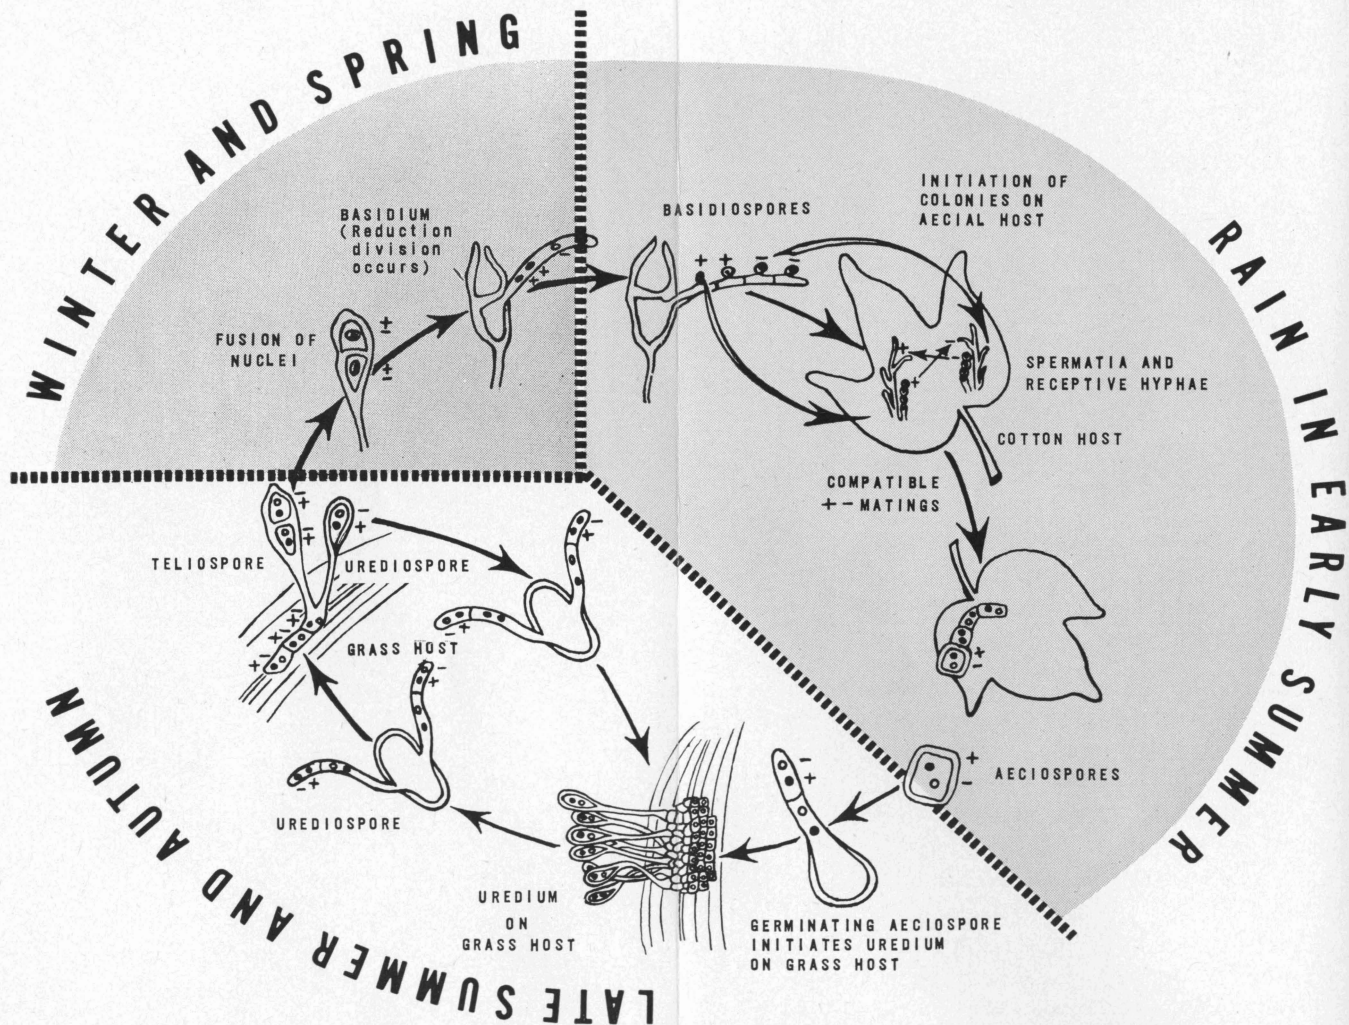 WINTER AND SPRING
BASIDIUM
(Reduction
division
occurs)
FUSION OF
NUCLEI
BASIDIOSPORES
INITIATION OF
COLONIES ON
AECIAL HOST
RAIN IN EARLY SUMMER
SPERMATIA AND
RECEPTIVE HYPHAE
COTTON HOST
COMPATIBLE
+-MATINGS
TELIOSPORE
UREDIOSPORE
GRASS HOST
AECIOSPORES
UREDIOSPORE
UREDIUM
ON
GRASS HOST
GERMINATING AECIOSPORE
INITIATES UREDIUM
ON GRASS HOST
LATE SUMMER AND AUTUMN